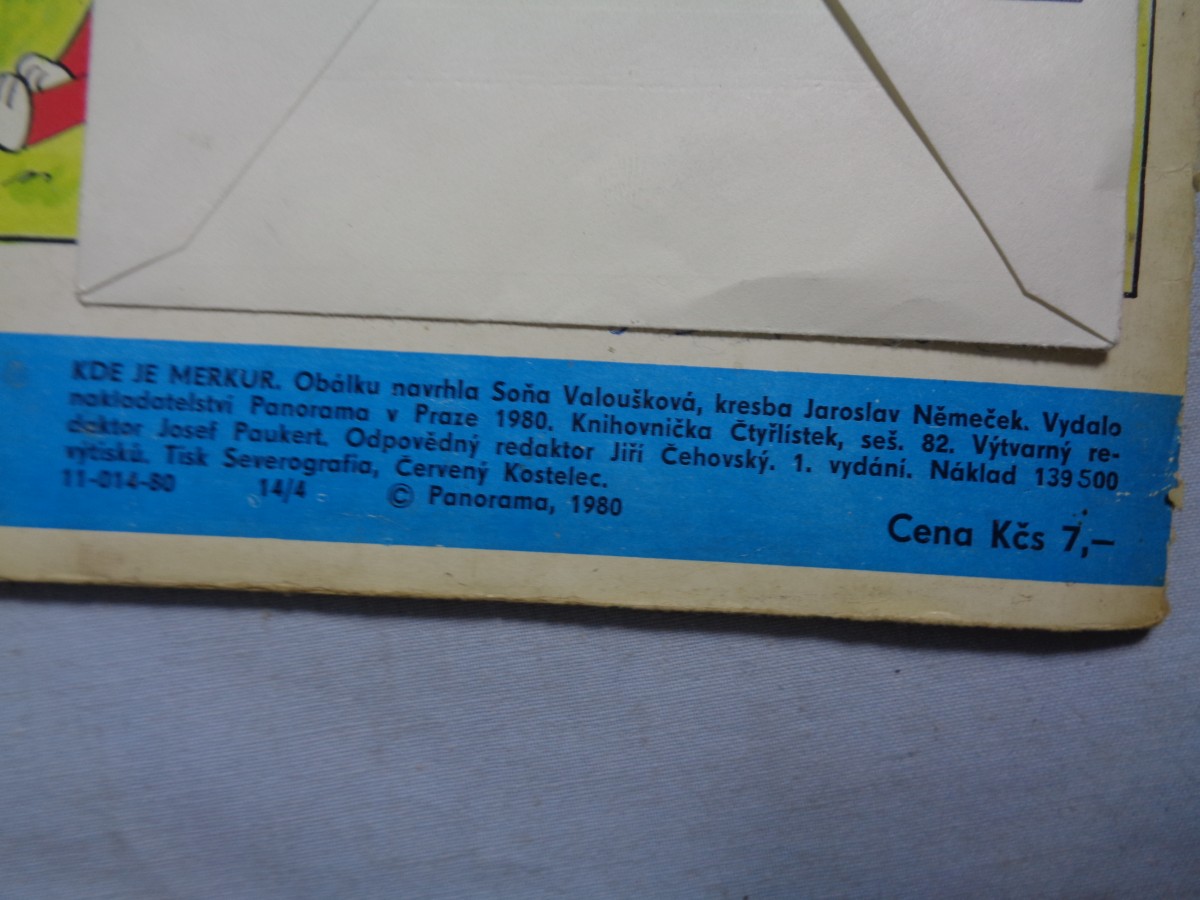 KDE JE MERKUR. Obálku navrhla Soňa Valoušková, kresba Jaroslav Němeček. Vydalo
nakladatelství Panorama v Praze 1980. Knihovnička Čtyřlístek, seš. 82. Výtvarný re-
daktor Josef Paukert. Odpovědný redaktor Jiří Čehovský. 1. vydání. Náklad 139 500
výtisků. Tisk Severografia, Červený Kostelec.
11-014-80 14/4 © Panorama, 1980
Cena Kčs 7,–